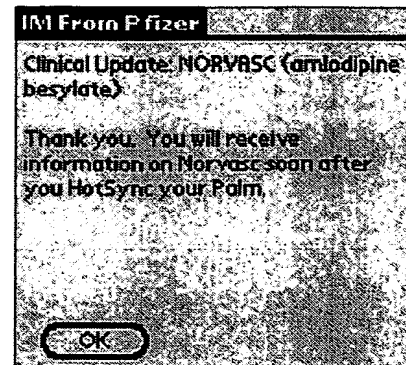 IM From Pfizer
Clinical Update: NORVASC (amlodipine
besylate)
Thank you. You will receive
information on Norvasc soon after
you HotSync your Palm.
OK